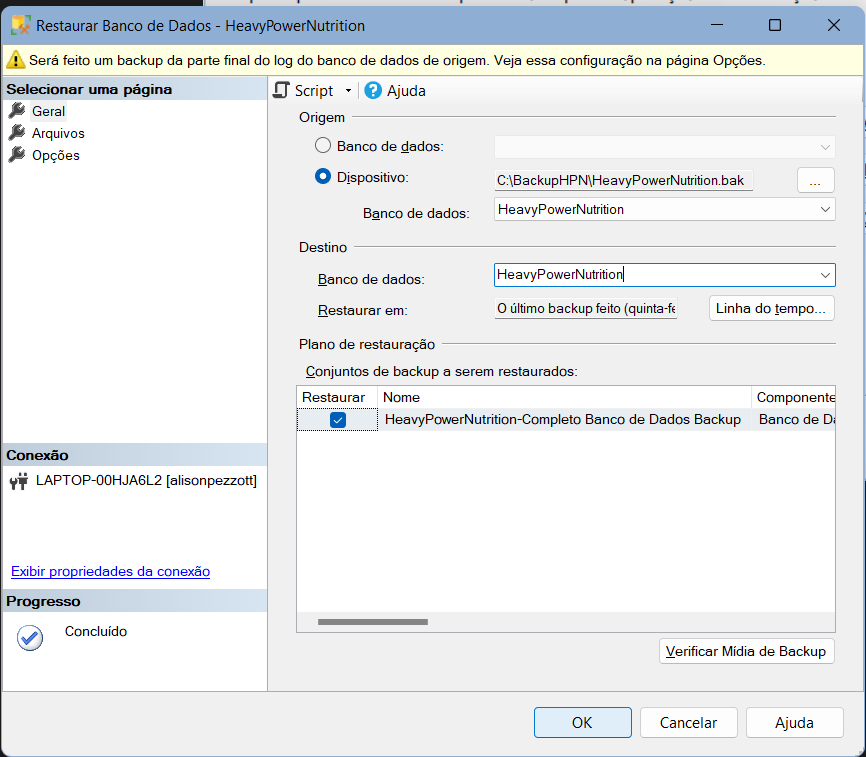 Restaurar Banco de Dados - HeavyPowerNutrition
Será feito um backup da parte final do log do banco de dados de origem. Veja essa configuração na página Opções.
Selecionar uma página
Geral
Arquivos
Opções
Script
Ajuda
Origem
Banco de dados:
Dispositivo:
C:\BackupHPN\HeavyPowerNutrition.bak
...
Banco de dados:
HeavyPowerNutrition
Destino
Banco de dados:
HeavyPowerNutrition
Restaurar em:
O último backup feito (quinta-fe
Linha do tempo...
Plano de restauração
Conjuntos de backup a serem restaurados:
Restaurar Nome Componente
HeavyPowerNutrition-Completo Banco de Dados Backup Banco de Da
Conexão
LAPTOP-00HJA6L2 [alisonpezzott]
Exibir propriedades da conexão
Progresso
Concluído
Verificar Mídia de Backup
OK
Cancelar
Ajuda